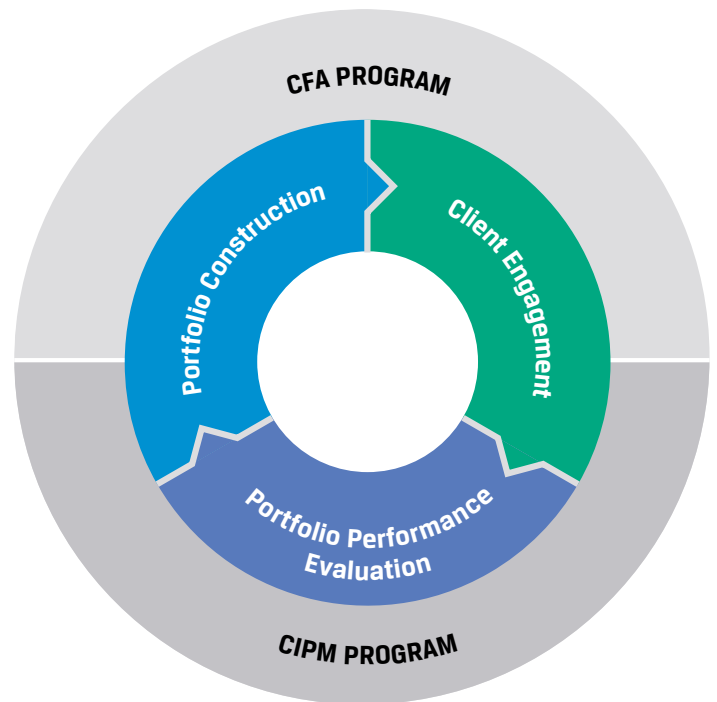 CFA PROGRAM
Portfolio Construction
Client Engagement
Portfolio Performance
Evaluation
CIPM PROGRAM